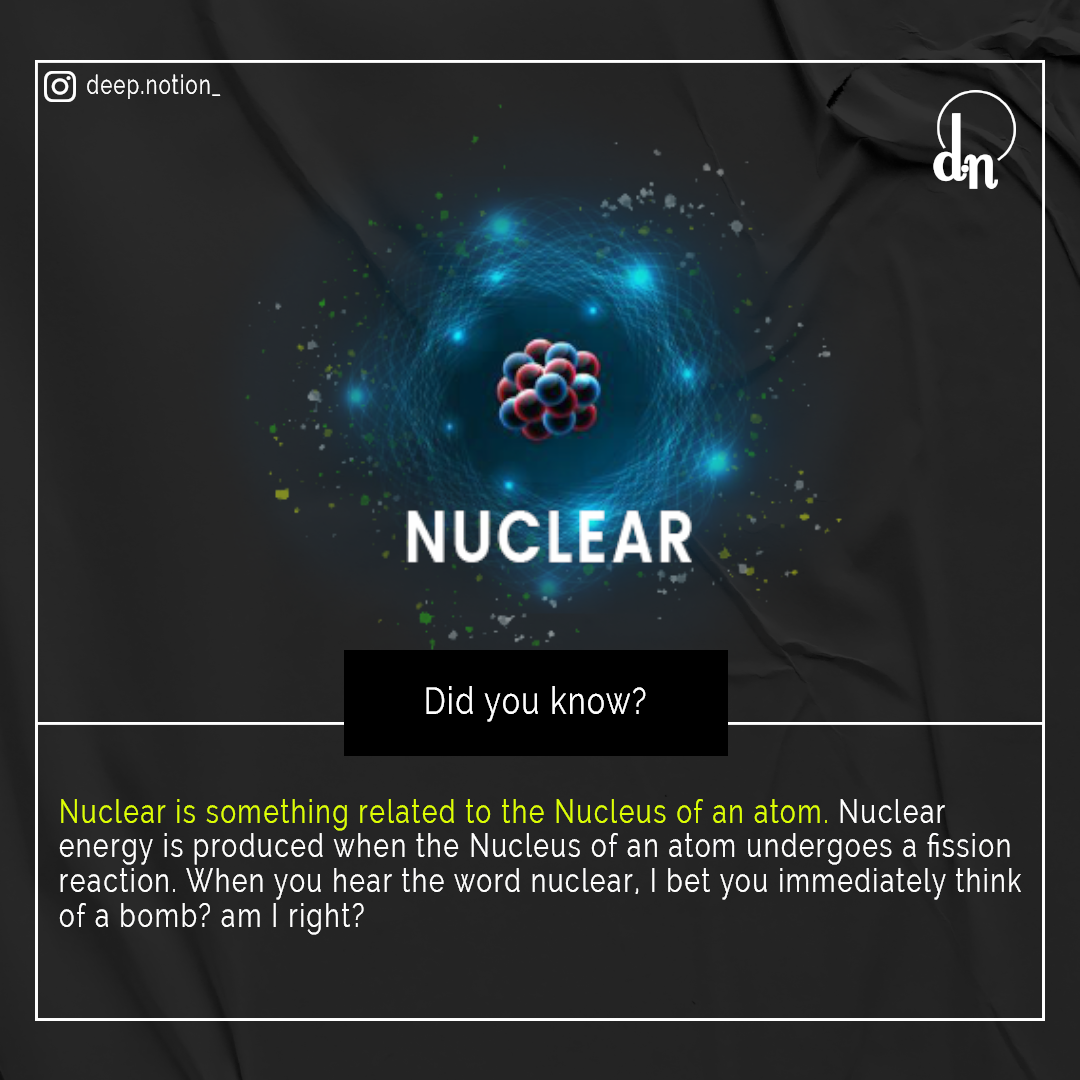 deep.notion_
d.n
NUCLEAR
Did you know?
Nuclear is something related to the Nucleus of an atom. Nuclear
energy is produced when the Nucleus of an atom undergoes a fission
reaction. When you hear the word nuclear, I bet you immediately think
of a bomb? am I right?